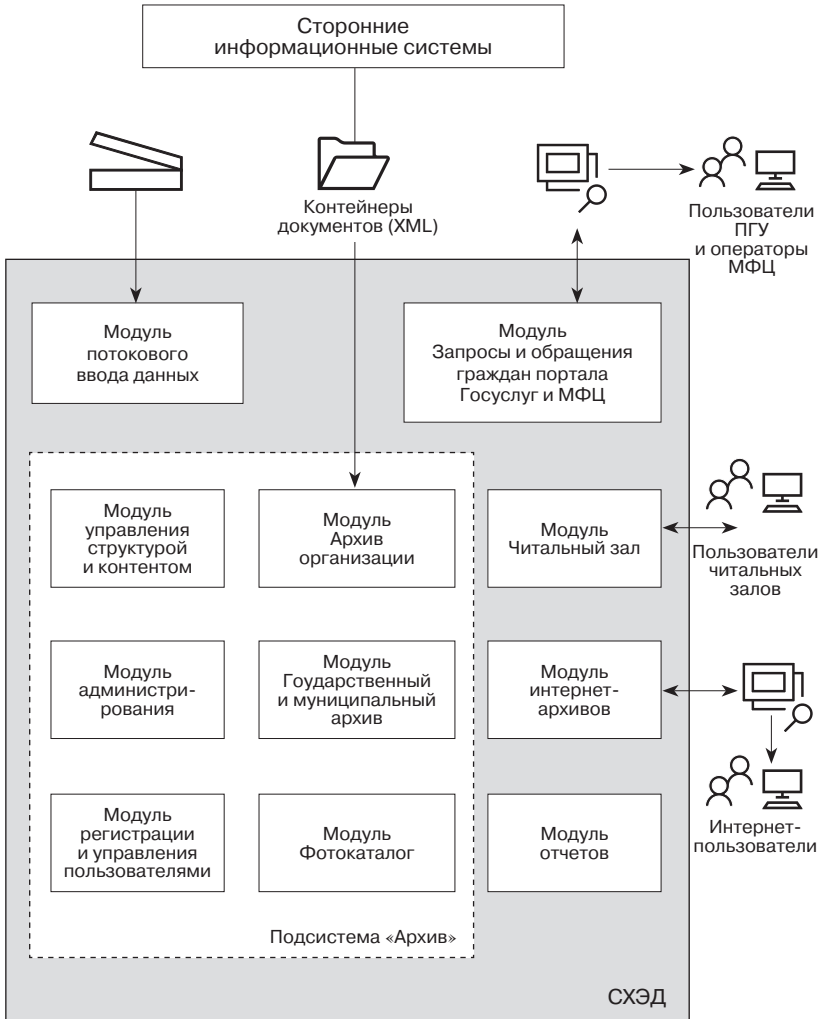 Сторонние
информационные системы
Контейнеры
документов (XML)
Пользователи
ПГУ
и операторы
МФЦ
Модуль
потокового
ввода данных
Модуль
Запросы и обращения
граждан портала
Госуслуг и МФЦ
Модуль
управления
структурой
и контентом
Модуль
Архив
организации
Модуль
Читальный зал
Пользователи
читальных
залов
Модуль
администри-
рования
Модуль
Гоударственный
и муниципальный
архив
Модуль
интернет-
архивов
Модуль
регистрации
и управления
пользователями
Модуль
Фотокаталог
Модуль
отчетов
Интернет-
пользователи
Подсистема «Архив»
СХЭД